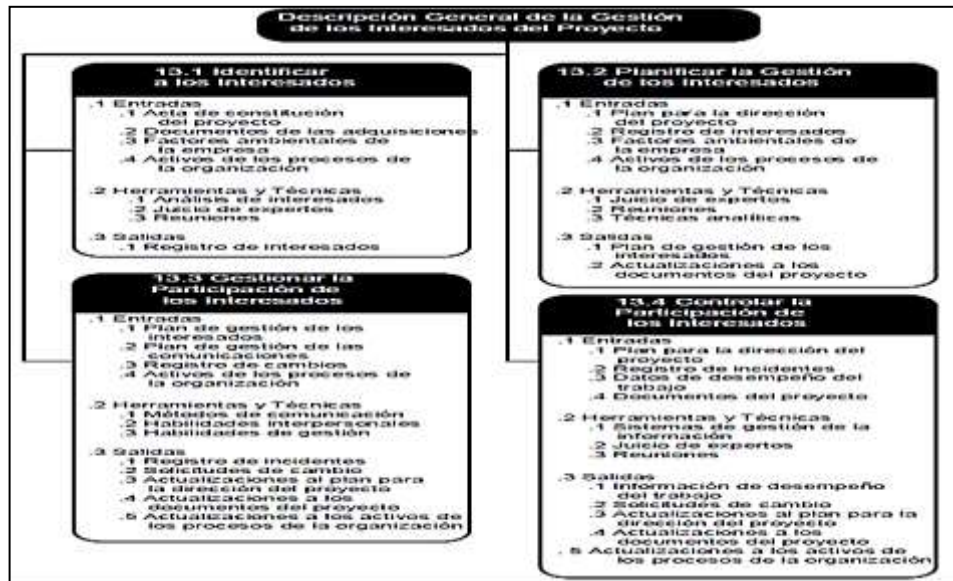 Descripción General de la Gestión
de los Interesados del Proyecto
13.1 Identificar
a los Interesados
.1 Entradas
.1 Acta de constitución
del proyecto
.2 Documentos de las adquisiciones
.3 Factores ambientales de
la empresa
.4 Activos de los procesos de
la organización
.2 Herramientas y Técnicas
.1 Análisis de interesados
.2 Juicio de expertos
.3 Reuniones
.3 Salidas
.1 Registro de interesados
13.2 Planificar la Gestión
de los Interesados
.1 Entradas
.1 Plan para la dirección
del proyecto
.2 Registro de interesados
.3 Factores ambientales de
la empresa
.4 Activos de los procesos de
la organización
.2 Herramientas y Técnicas
.1 Juicio de expertos
.2 Reuniones
.3 Técnicas analíticas
.3 Salidas
.1 Plan de gestión de los
interesados
.2 Actualizaciones a los
documentos del proyecto
13.3 Gestionar la
Participación de
los Interesados
.1 Entradas
.1 Plan de gestión de los
interesados
.2 Plan de gestión de las
comunicaciones
.3 Registro de cambios
.4 Activos de los procesos de
la organización
.2 Herramientas y Técnicas
.1 Métodos de comunicación
.2 Habilidades interpersonales
.3 Habilidades de gestión
.3 Salidas
.1 Registro de incidentes
.2 Solicitudes de cambio
.3 Actualizaciones al plan para
la dirección del proyecto
.4 Actualizaciones a los
documentos del proyecto
.5 Actualizaciones a los activos de
los procesos de la organización
13.4 Controlar la
Participación de
los Interesados
.1 Entradas
.1 Plan para la dirección del
proyecto
.2 Registro de incidentes
.3 Datos de desempeño del
trabajo
.4 Documentos del proyecto
.2 Herramientas y Técnicas
.1 Sistemas de gestión de la
información
.2 Juicio de expertos
.3 Reuniones
.3 Salidas
.1 Información de desempeño
del trabajo
.2 Solicitudes de cambio
.3 Actualizaciones al plan para la
dirección del proyecto
.4 Actualizaciones a los
documentos del proyecto
.5 Actualizaciones a los activos de
los procesos de la organización